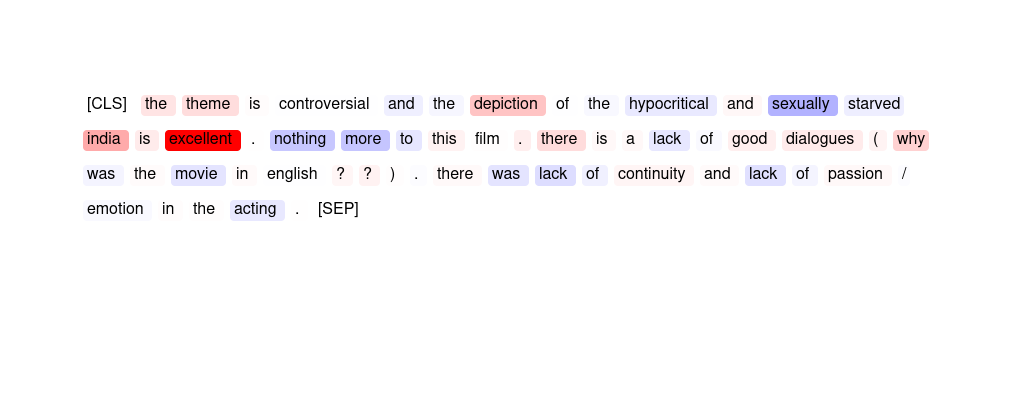 [CLS] the theme is controversial and the depiction of the hypocritical and sexually starved
india is excellent . nothing more to this film . there is a lack of good dialogues ( why
was the movie in english ? ? ) . there was lack of continuity and lack of passion /
emotion in the acting . [SEP]